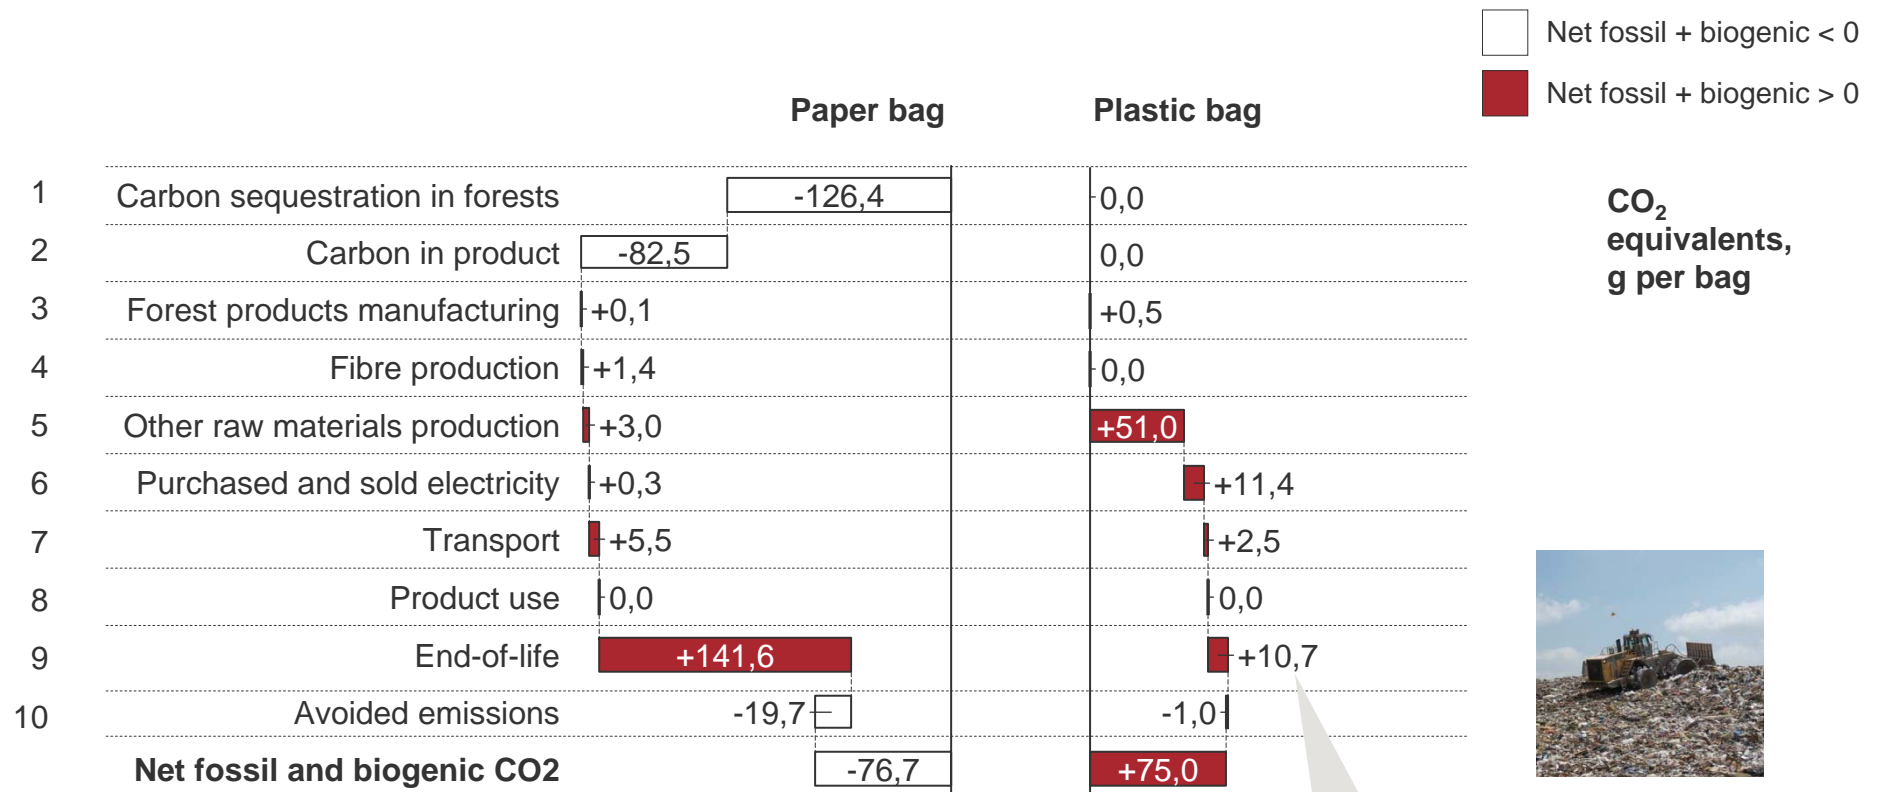 Net fossil + biogenic < 0
Net fossil + biogenic > 0
Paper bag Plastic bag
1 Carbon sequestration in forests -126,4 0,0
2 Carbon in product -82,5 0,0
3 Forest products manufacturing +0,1 +0,5
4 Fibre production +1,4 0,0
5 Other raw materials production +3,0 +51,0
6 Purchased and sold electricity +0,3 +11,4
7 Transport +5,5 +2,5
8 Product use 0,0 0,0
9 End-of-life +141,6 +10,7
10 Avoided emissions -19,7 -1,0
Net fossil and biogenic CO2 -76,7 +75,0
CO₂
equivalents,
g per bag